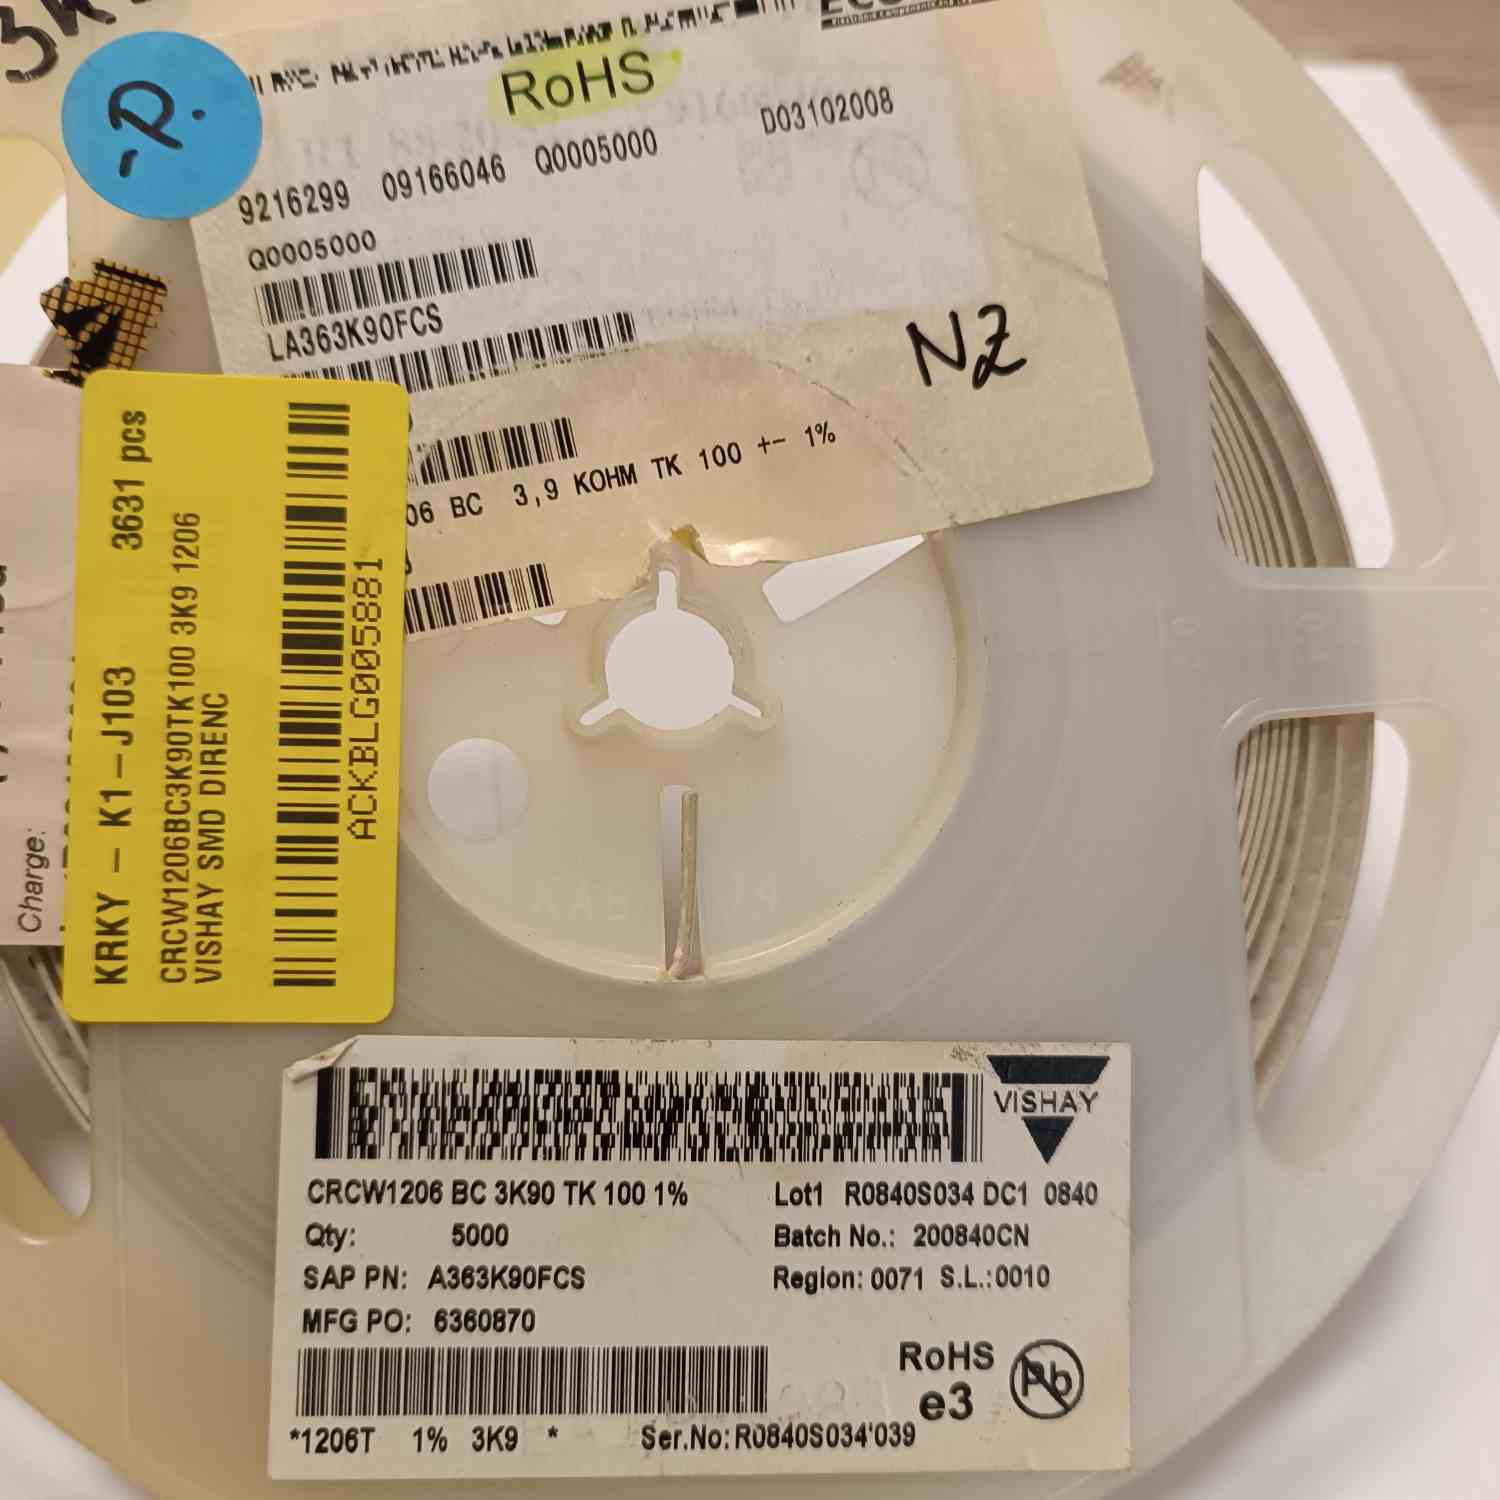 RoHS
9216299 09166046 Q0005000 D03102008
Q0005000
LA363K90FCS
NZ
06 BC 3,9 KOHM TK 100 +- 1%
KRKY - K1-J103 3631 pcs
CRCW1206BC3K90TK100 3K9 1206
VISHAY SMD DIRENC
ACKBLG005881
Charge:
VISHAY
CRCW1206 BC 3K90 TK 100 1% Lot1 R0840S034 DC1 0840
Qty: 5000 Batch No.: 200840CN
SAP PN: A363K90FCS Region: 0071 S.L.:0010
MFG PO: 6360870
RoHS
e3
Pb
*1206T 1% 3K9 * Ser.No: R0840S034'039